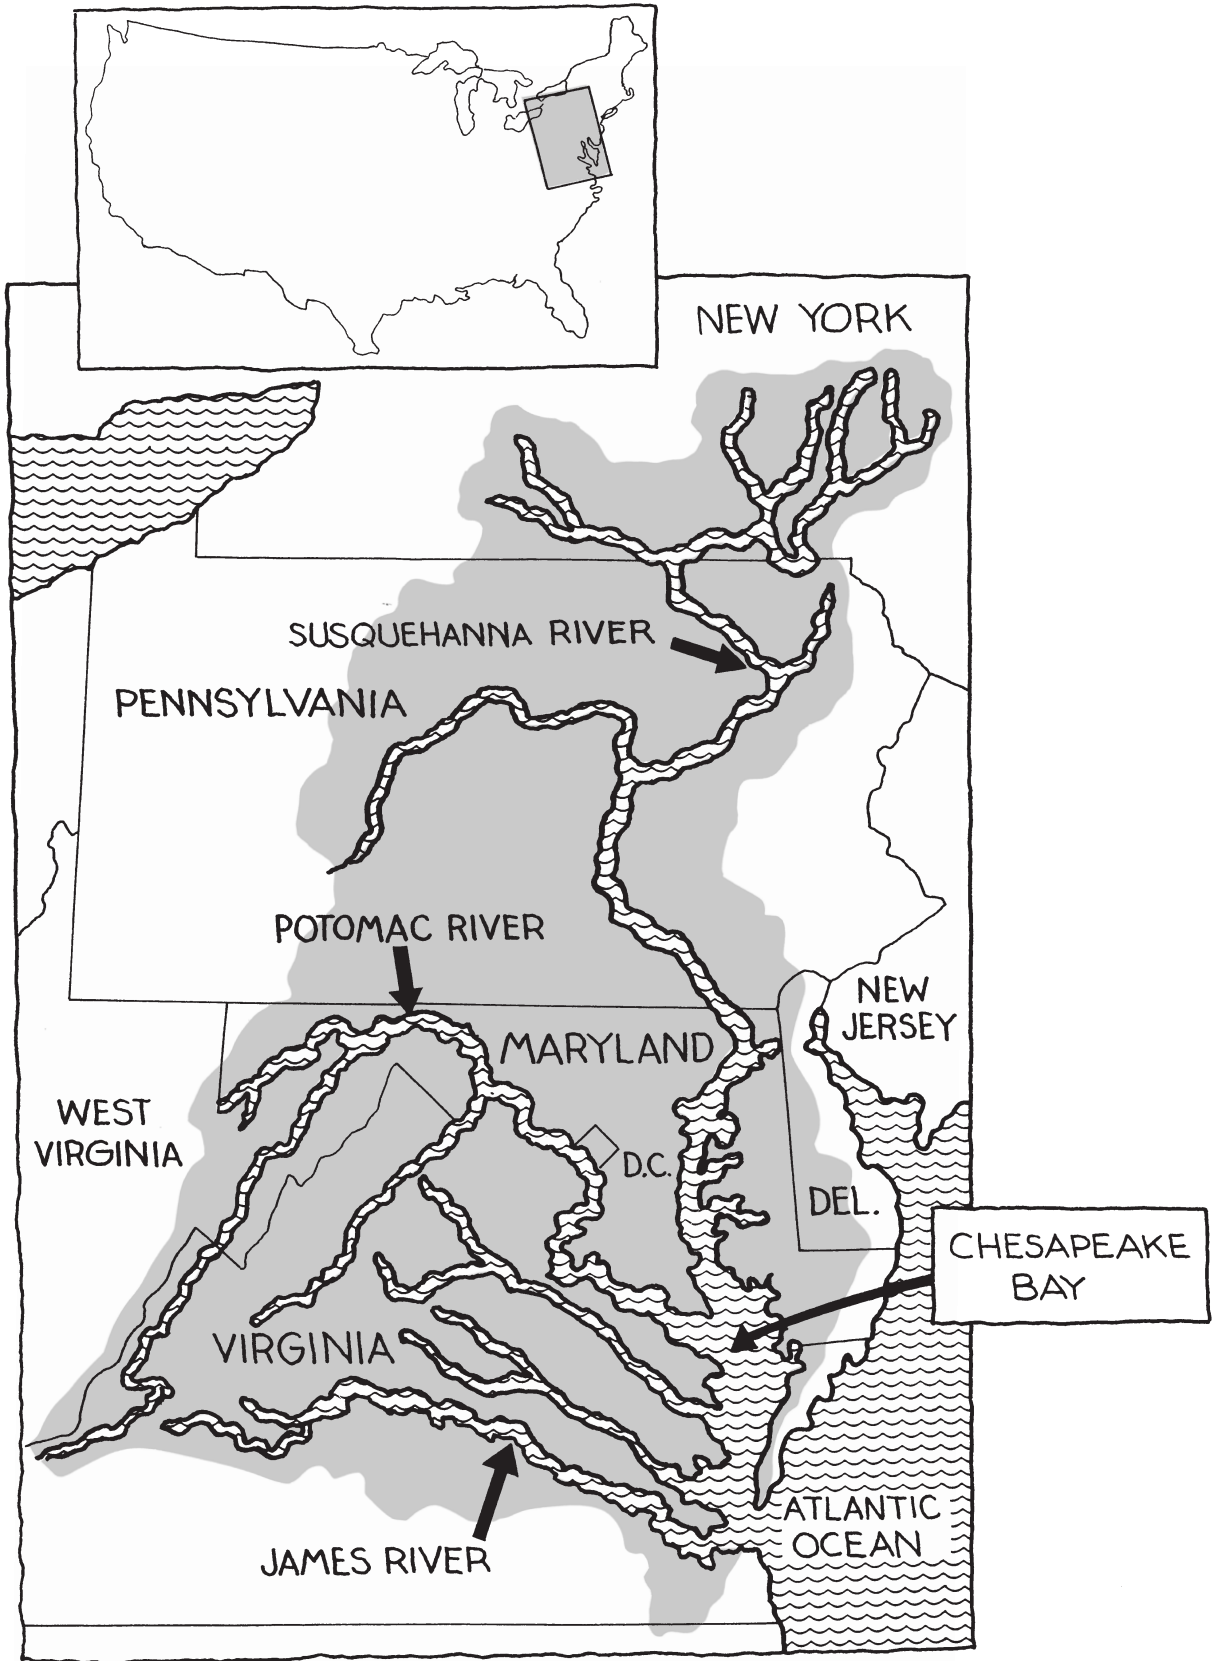 NEW YORK
SUSQUEHANNA RIVER
PENNSYLVANIA
POTOMAC RIVER
NEW
JERSEY
MARYLAND
WEST
VIRGINIA
D.C.
DEL.
CHESAPEAKE
BAY
VIRGINIA
ATLANTIC
OCEAN
JAMES RIVER